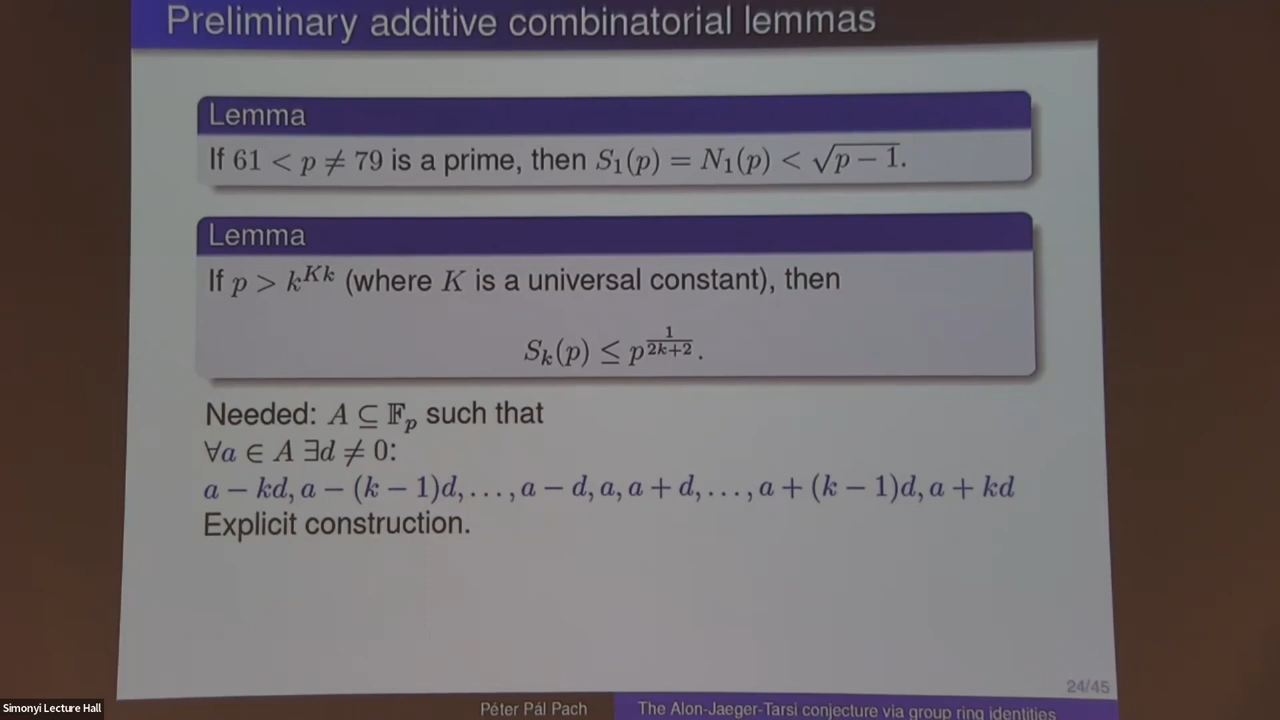 Preliminary additive combinatorial lemmas
Lemma
If 61 < p ≠ 79 is a prime, then S₁(p) = N₁(p) < √(p − 1).
Lemma
If p > k^{Kk} (where K is a universal constant), then
S_k(p) ≤ p^{1/(2k+2)}.
Needed: A ⊆ 𝔽_p such that
∀a ∈ A ∃d ≠ 0:
a − kd, a − (k − 1)d, . . . , a − d, a, a + d, . . . , a + (k − 1)d, a + kd
Explicit construction.
24/45
Simonyi Lecture Hall
Péter Pál Pach
The Alon-Jaeger-Tarsi conjecture via group ring identities